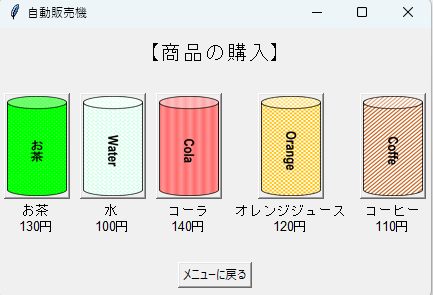 自動販売機
【商品の購入】
お茶 Water Cola Orange Coffe
お茶 水 コーラ オレンジジュース コーヒー
130円 100円 140円 120円 110円
メニューに戻る